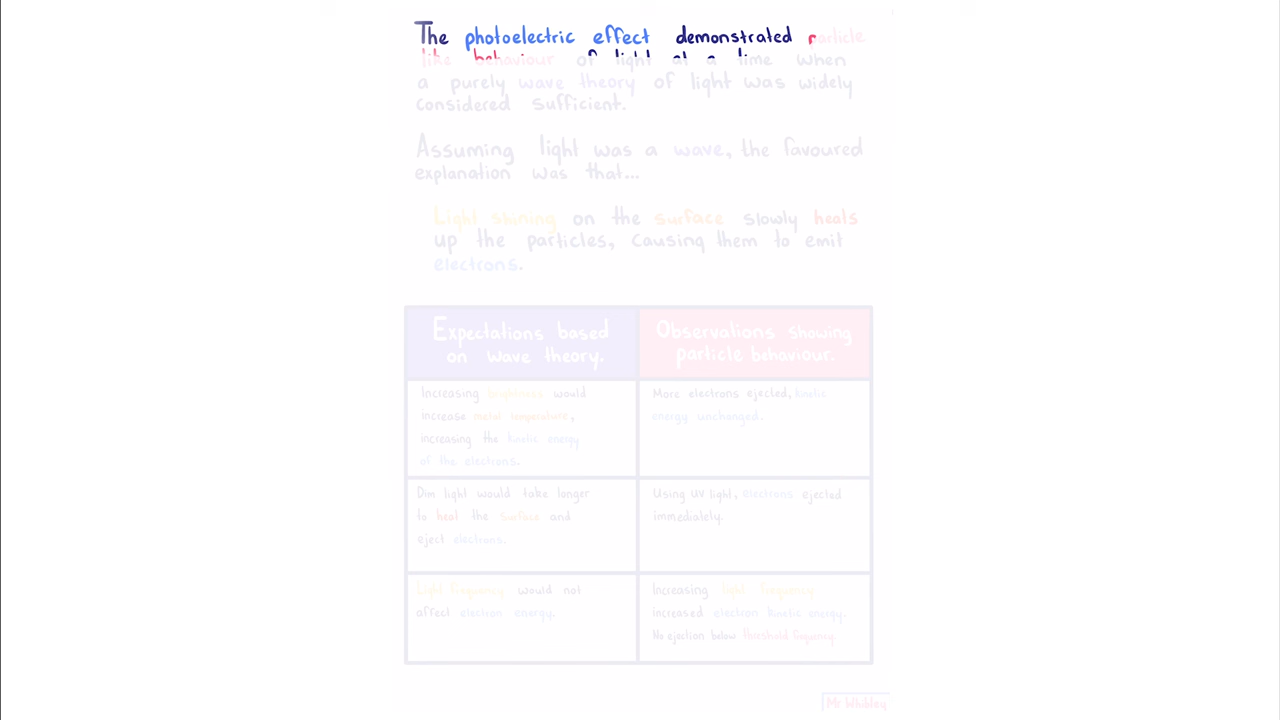 The photoelectric effect demonstrated particle
like behaviour of light at a time when
a purely wave theory of light was widely
considered sufficient.
Assuming light was a wave, the favoured
explanation was that...
Light shining on the surface slowly heats
up the particles, causing them to emit
electrons.
Expectations based
on wave theory.
Observations showing
particle behaviour.
Increasing brightness would
increase metal temperature,
increasing the kinetic energy
of the electrons.
More electrons ejected, kinetic
energy unchanged.
Dim light would take longer
to heat the surface and
eject electrons.
Using UV light, electrons ejected
immediately.
Light frequency would not
affect electron energy.
Increasing light frequency
increased electron kinetic energy.
No ejection below threshold frequency
Mr Whibley